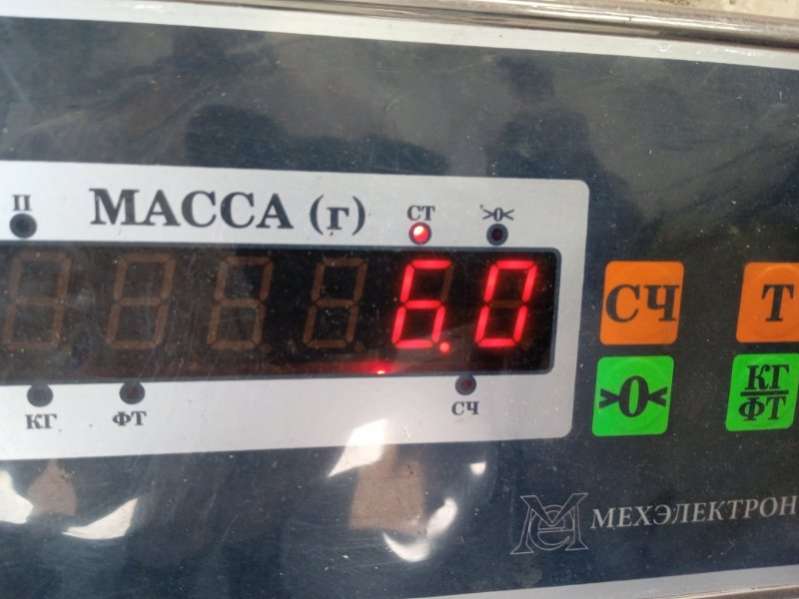 П МАССА (г) СТ >0<
6.0
КГ ФТ СЧ
СЧ Т
>0< КГ/ФТ
МЕХЭЛЕКТРОН